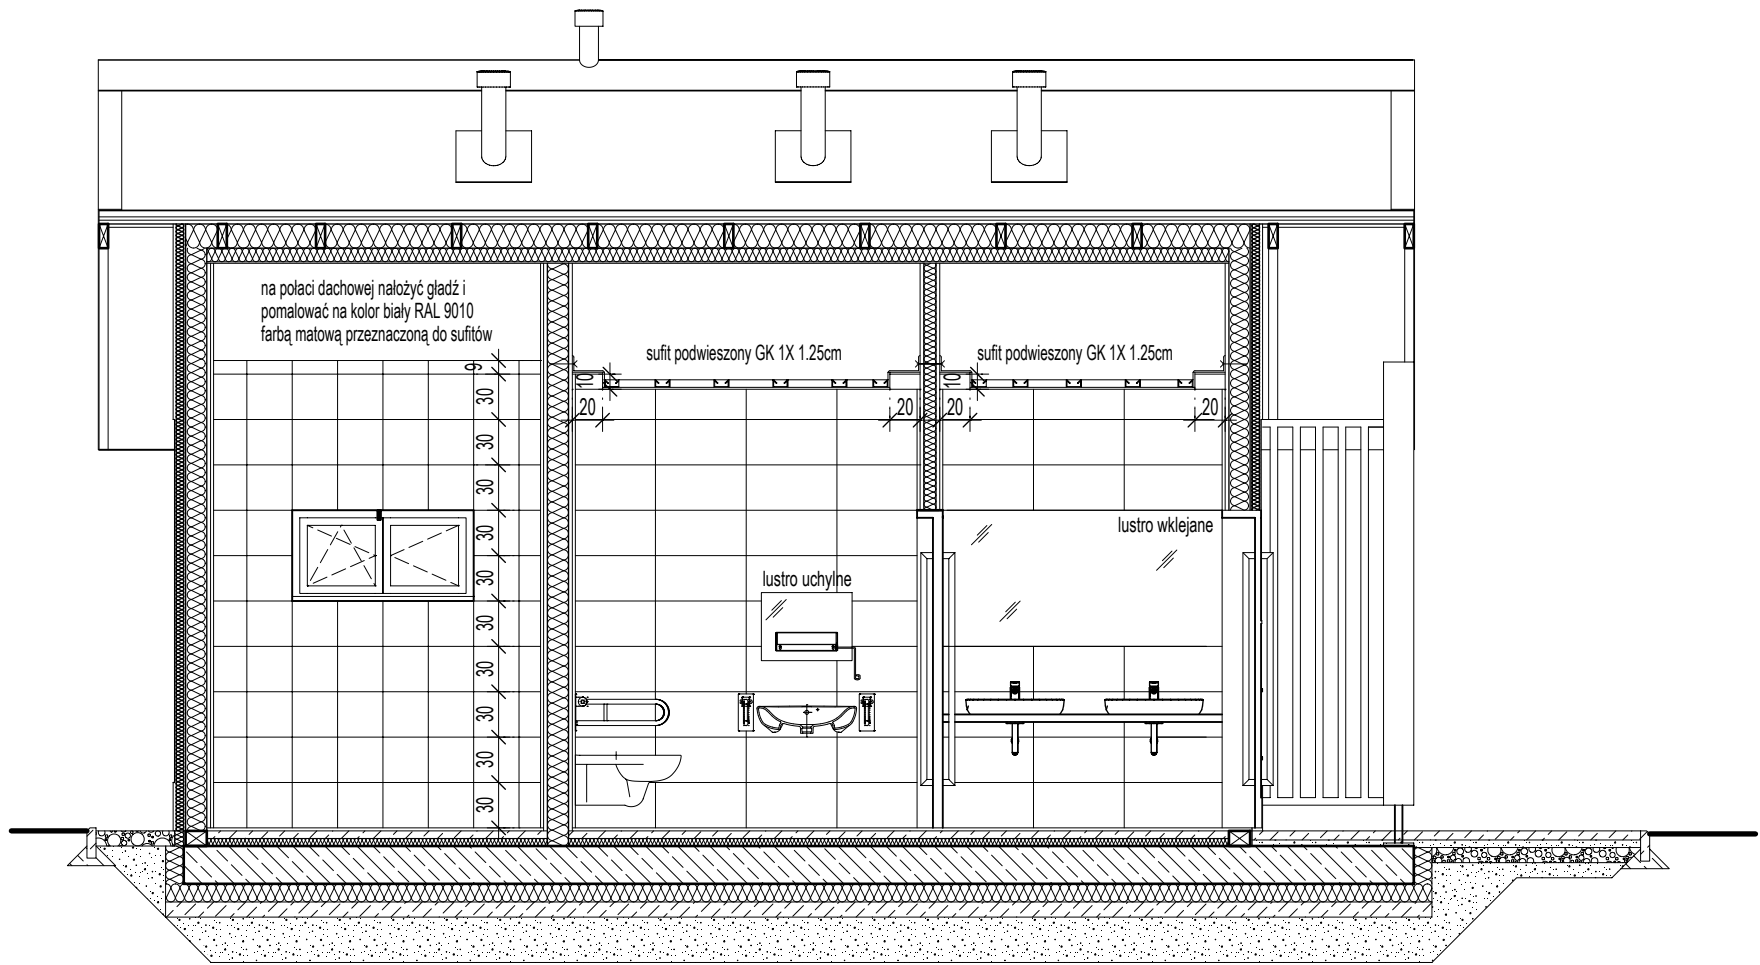 na połaci dachowej nałożyć gładź i
pomalować na kolor biały RAL 9010
farbą matową przeznaczoną do sufitów
sufit podwieszony GK 1X 1.25cm
sufit podwieszony GK 1X 1.25cm
9
30
30
30
30
30
30
30
30
30
30
10
20
20
10
20
20
lustro wklejane
lustro uchylne